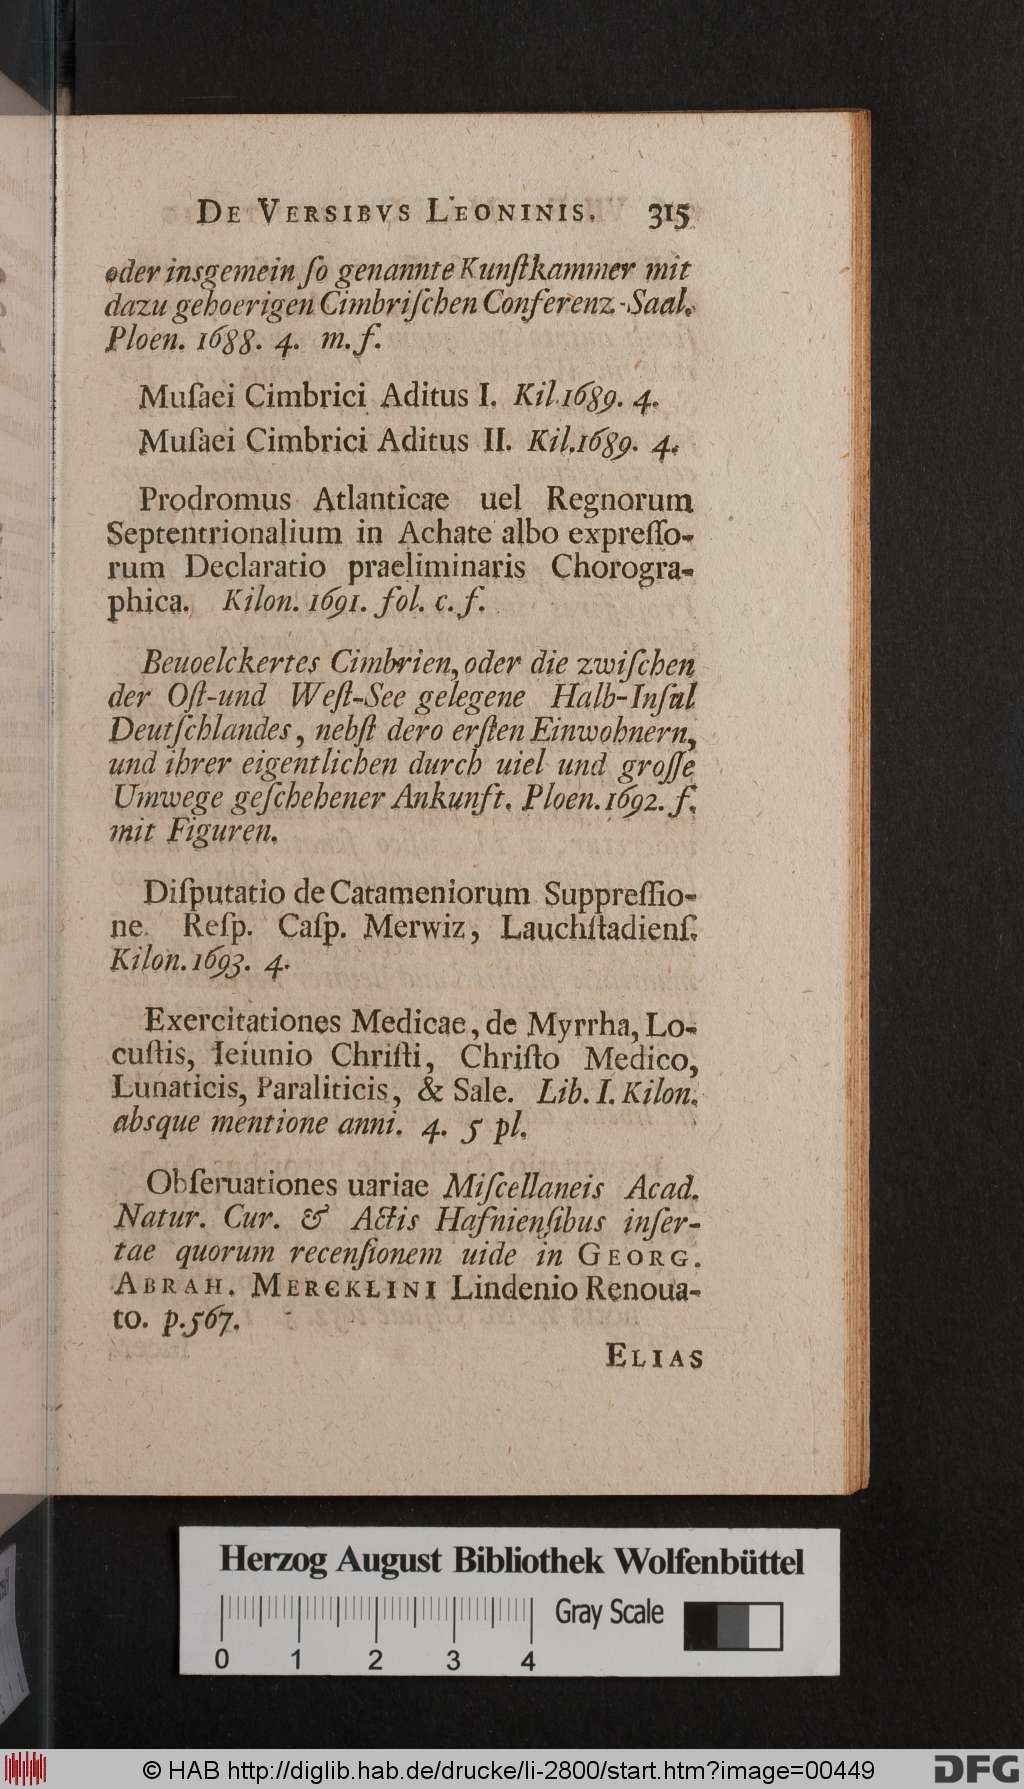 DE VERSIBVS LEONINIS. 315
oder insgemein ſo genannte Kunſtkammer mit
dazu gehoerigen Cimbriſchen Conferenz-Saal.
Ploen. 1688. 4. m. f.
Muſaei Cimbrici Aditus I. Kil. 1689. 4.
Muſaei Cimbrici Aditus II. Kil. 1689. 4.
Prodromus Atlanticae uel Regnorum
Septentrionalium in Achate albo expreſſo-
rum Declaratio praeliminaris Chorogra-
phica. Kilon. 1691. fol. c. f.
Beuoelckertes Cimbrien, oder die zwiſchen
der Oſt-und Weſt-See gelegene Halb-Inſul
Deutſchlandes, nebſt dero erſten Einwohnern,
und ihrer eigentlichen durch uiel und groſſe
Umwege geſchehener Ankunft. Ploen. 1692. f.
mit Figuren.
Diſputatio de Catameniorum Suppreſſio-
ne. Reſp. Caſp. Merwiz, Lauchſtadienſ.
Kilon. 1693. 4.
Exercitationes Medicae, de Myrrha, Lo-
cuſtis, Ieiunio Chriſti, Chriſto Medico,
Lunaticis, Paraliticis, & Sale. Lib. I. Kilon.
absque mentione anni. 4. 5 pl.
Obſeruationes uariae Miſcellaneis Acad.
Natur. Cur. & Actis Hafnienſibus inſer-
tae quorum recenſionem uide in GEORG.
ABRAH. MERCKLINI Lindenio Renoua-
to. p. 567.
ELIAS
Herzog August Bibliothek Wolfenbüttel
Gray Scale
0 1 2 3 4
© HAB http://diglib.hab.de/drucke/li-2800/start.htm?image=00449
DFG